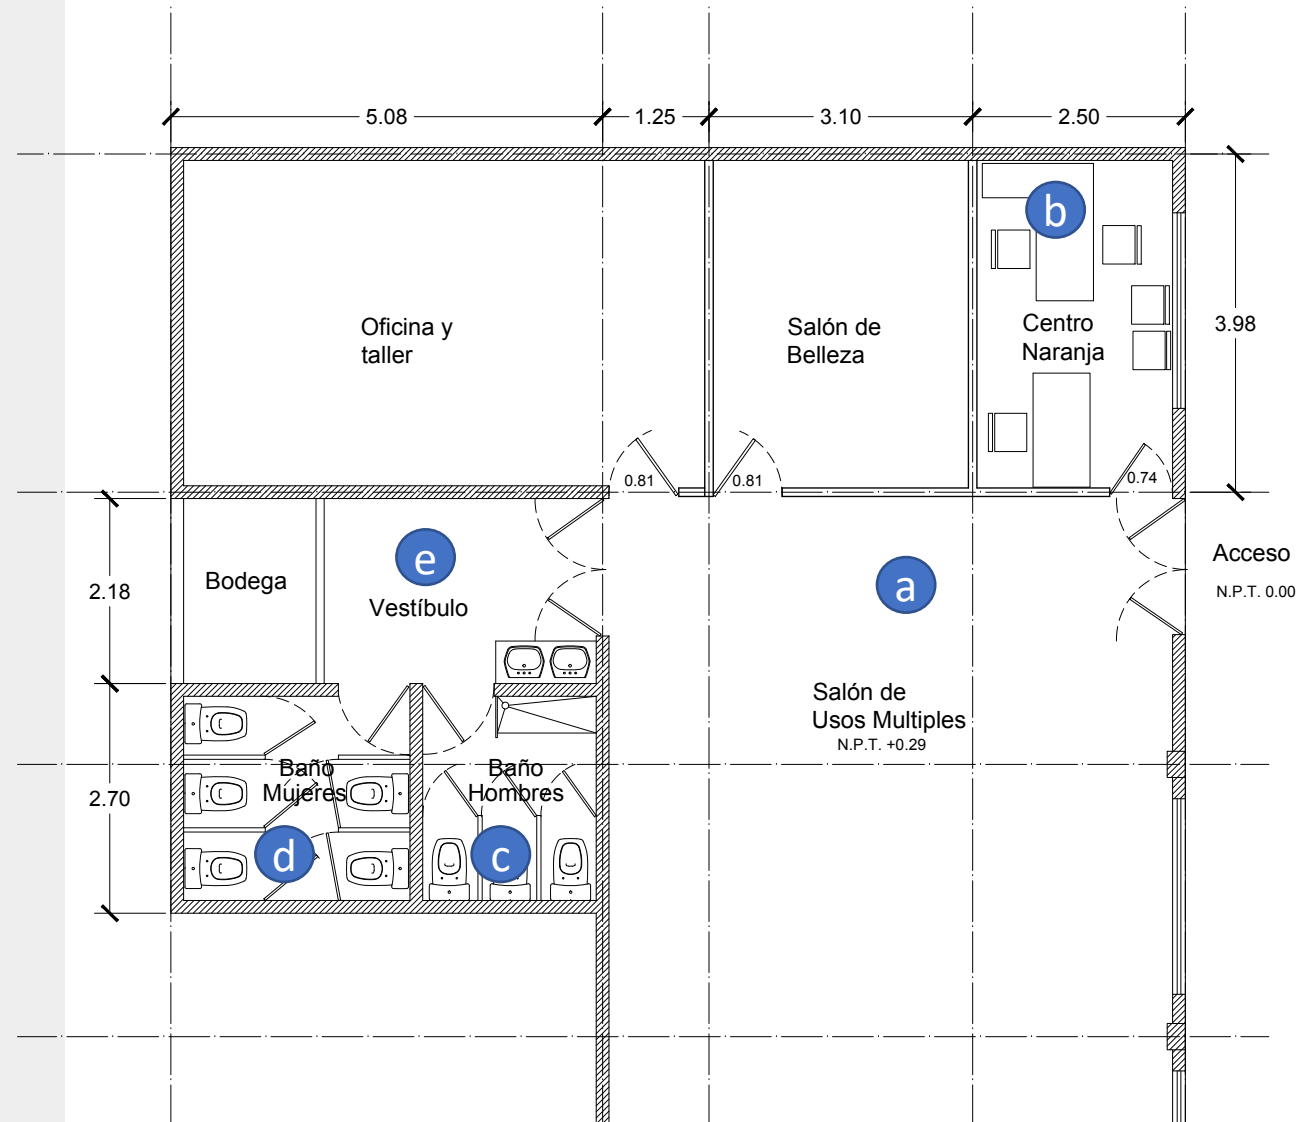 5.08
1.25
3.10
2.50
b
Oficina y
taller
Salón de
Belleza
Centro
Naranja
3.98
0.81
0.81
0.74
e
a
Acceso
N.P.T. 0.00
Bodega
Vestíbulo
2.18
Salón de
Usos Multiples
N.P.T. +0.29
Baño
Mujeres
Baño
Hombres
2.70
d
c